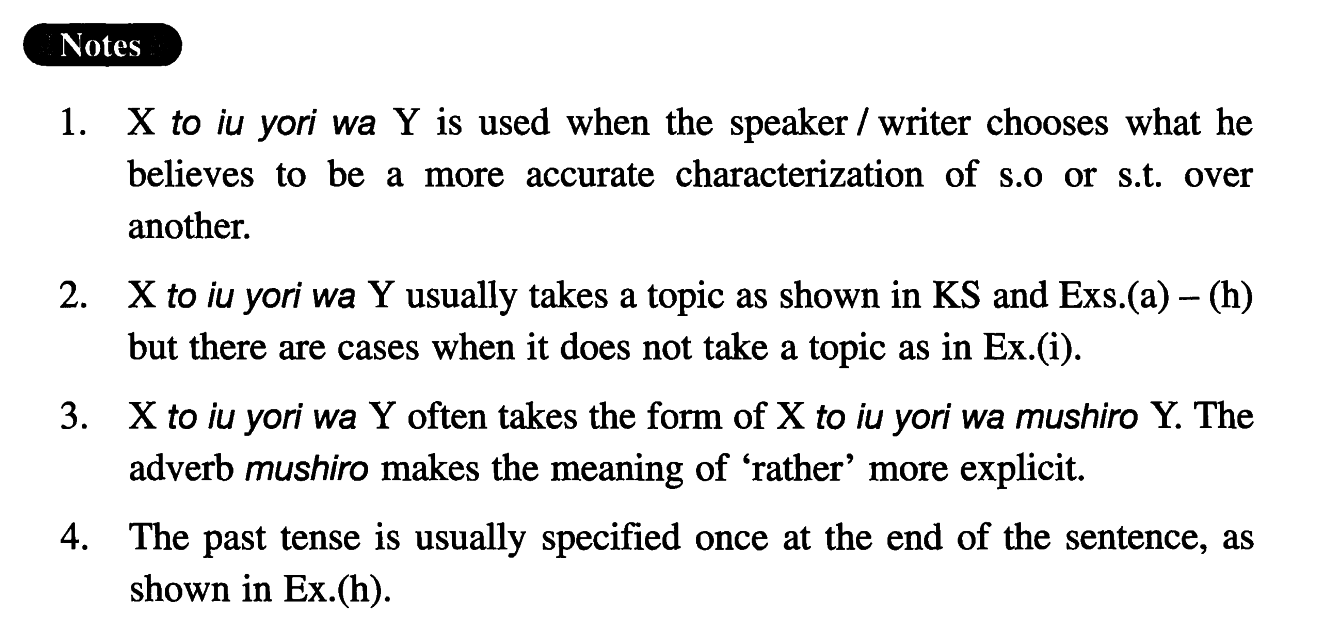 Notes
1. X to iu yori wa Y is used when the speaker / writer chooses what he
believes to be a more accurate characterization of s.o or s.t. over
another.
2. X to iu yori wa Y usually takes a topic as shown in KS and Exs.(a) – (h)
but there are cases when it does not take a topic as in Ex.(i).
3. X to iu yori wa Y often takes the form of X to iu yori wa mushiro Y. The
adverb mushiro makes the meaning of ‘rather’ more explicit.
4. The past tense is usually specified once at the end of the sentence, as
shown in Ex.(h).